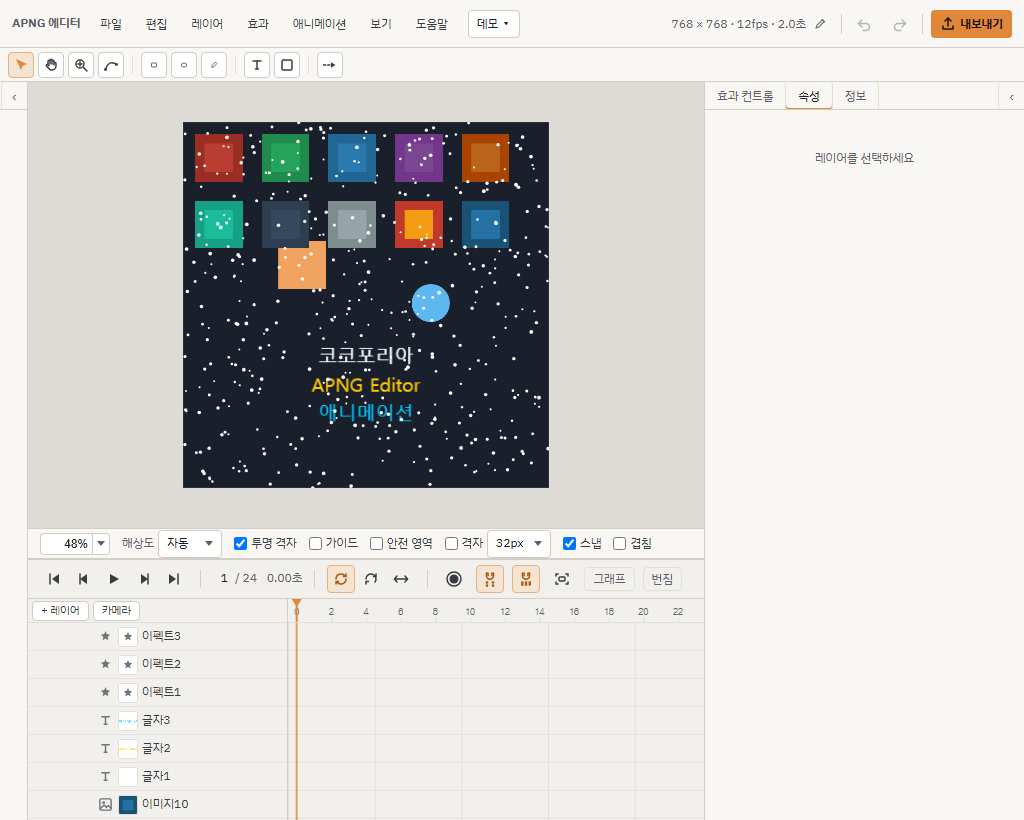 APNG 에디터 파일 편집 레이어 효과 애니메이션 보기 도움말 데모 768 × 768 · 12fps · 2.0초 내보내기
효과 컨트롤 속성 정보
레이어를 선택하세요
코코포리아
APNG Editor
애니메이션
48% 해상도 자동 투명 격자 가이드 안전 영역 격자 32px 스냅 겹침
1 / 24 0.00초 그래프 번짐
+ 레이어 카메라 0 2 4 6 8 10 12 14 16 18 20 22
이펙트3
이펙트2
이펙트1
T 글자3
T 글자2
T 글자1
이미지10